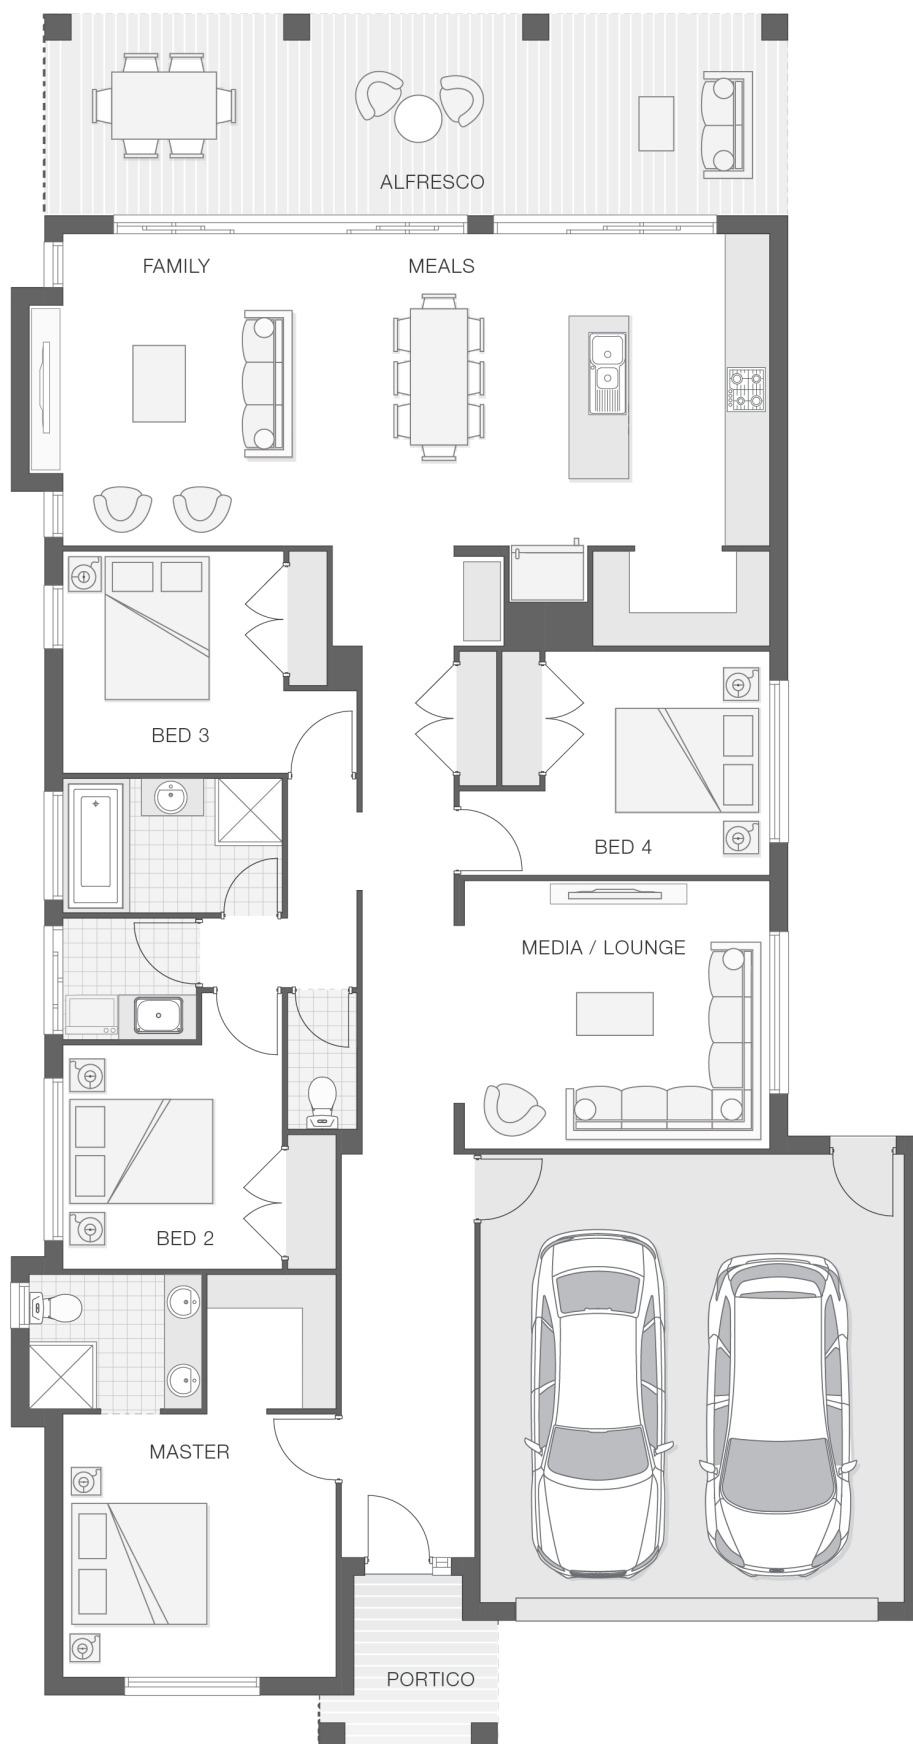 ALFRESCO
FAMILY
MEALS
BED 3
BED 4
MEDIA / LOUNGE
BED 2
MASTER
PORTICO